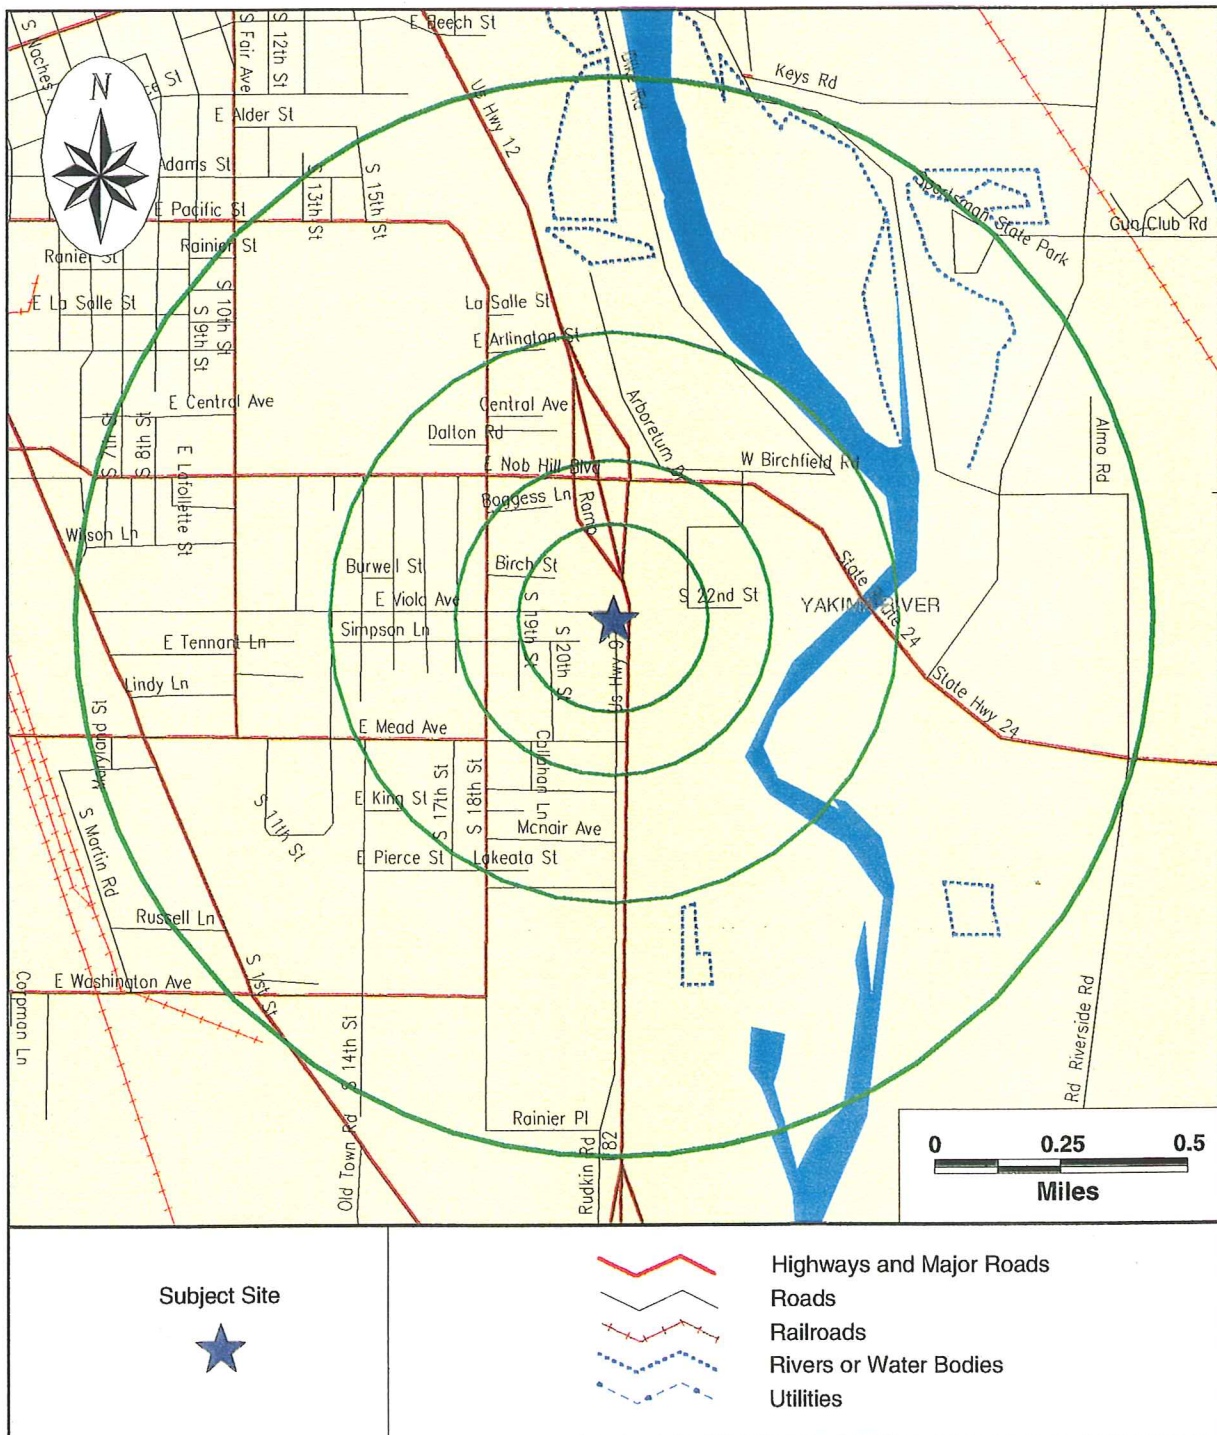 E Beech St
S Naches
S Fair Ave
S 12th St
Keys Rd
US Hwy 12
N
St
E Alder St
Adams St
S 13th St
S 15th St
E Pacific St
Sportsman State Park
Gun Club Rd
Rainier St
Ranier St
E La Salle St
S 10th St
S 9th St
La Salle St
E Arlington St
E Central Ave
Central Ave
Arboretum D
Dalton Rd
S 7th St
S 8th St
E Lafollette St
E Nob Hill Blvd
W Birchfield Rd
Alma Rd
Boggess Ln
Ramp
Wilson Ln
Burwell St
Birch St
E Viola Ave
S 19th St
S 22nd St
State Route 24
YAKIMA RIVER
Simpson Ln
E Tennant Ln
S 20th St
US Hwy 9
Lindy Ln
State Hwy 24
Maryland St
E Mead Ave
Callahan Ln
S 17th St
S 18th St
E King St
S 11th St
Mcnair Ave
S Martin Rd
E Pierce St
Lakeata St
Russell Ln
E Washington Ave
S 1st St
Corpman Ln
S 14th St
Rd Riverside Rd
Rainier Pl
Old Town Rd
Rudkin Rd
I 82
0 0.25 0.5
Miles
Subject Site
Highways and Major Roads
Roads
Railroads
Rivers or Water Bodies
Utilities